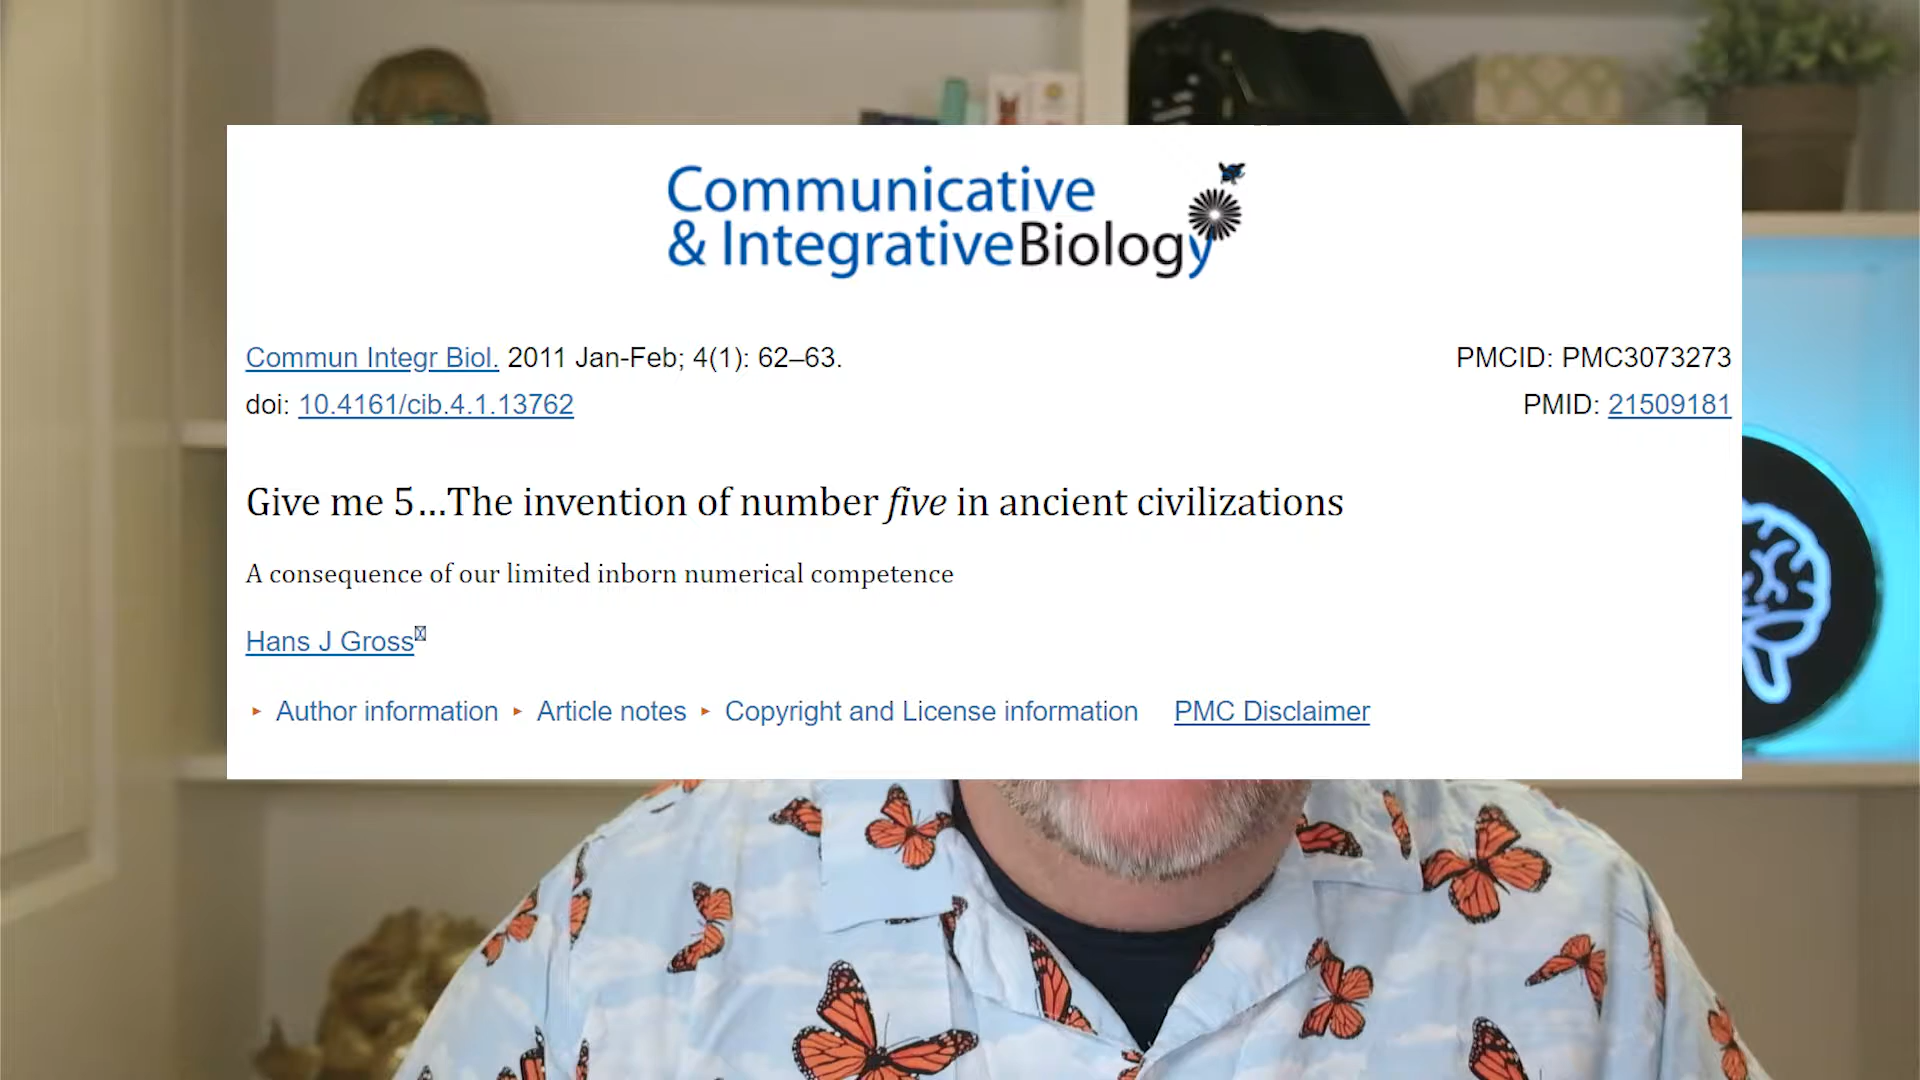 Communicative
& IntegrativeBiology
Commun Integr Biol. 2011 Jan-Feb; 4(1): 62–63.
PMCID: PMC3073273
doi: 10.4161/cib.4.1.13762
PMID: 21509181
Give me 5…The invention of number five in ancient civilizations
A consequence of our limited inborn numerical competence
Hans J Gross
Author information
Article notes
Copyright and License information
PMC Disclaimer